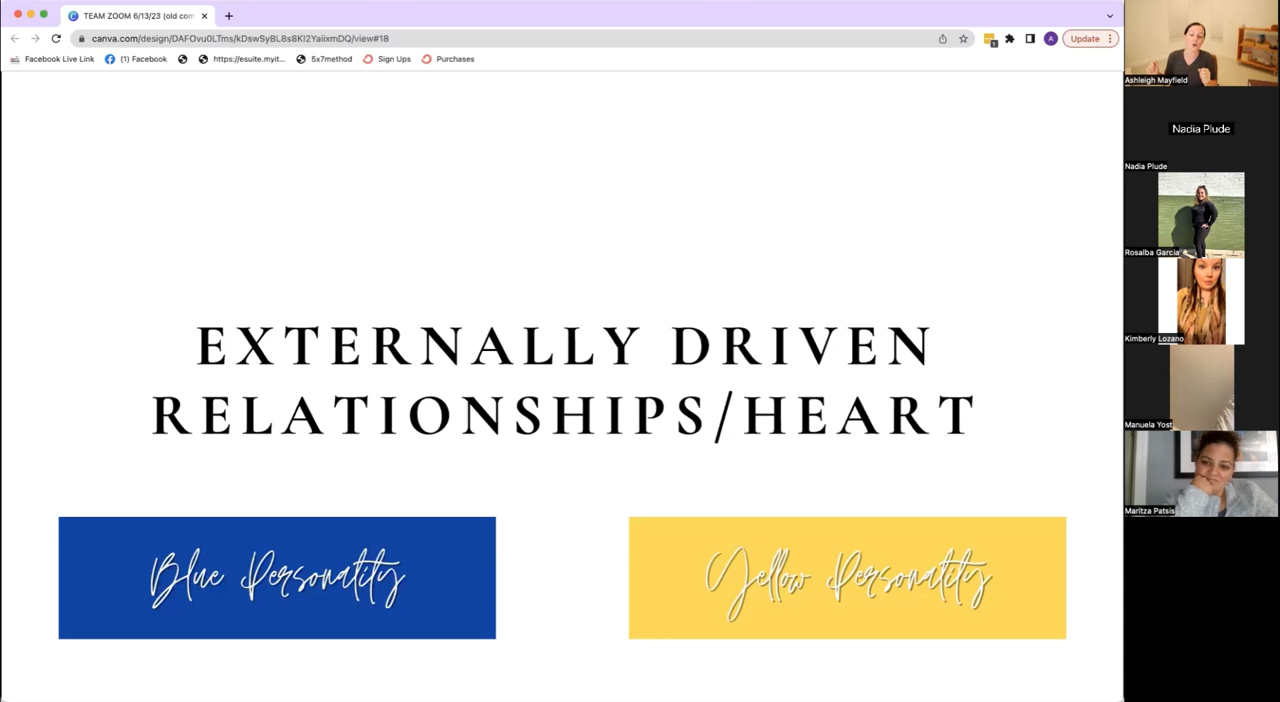 TEAM ZOOM 6/13/23 (old com
canva.com/design/DAFOvu0LTms/kDswSyBL8s8KI2YaiixmDQ/view#18
1
A
Update
Facebook Live Link
(1) Facebook
https://esuite.myit...
5x7method
Sign Ups
Purchases
EXTERNALLY DRIVEN
RELATIONSHIPS/HEART
Blue Personality
Yellow Personality
Ashleigh Mayfield
Nadia Plude
Nadia Plude
Rosalba Garcia
Kimberly Lozano
Manuela Yost
Maritza Patsis